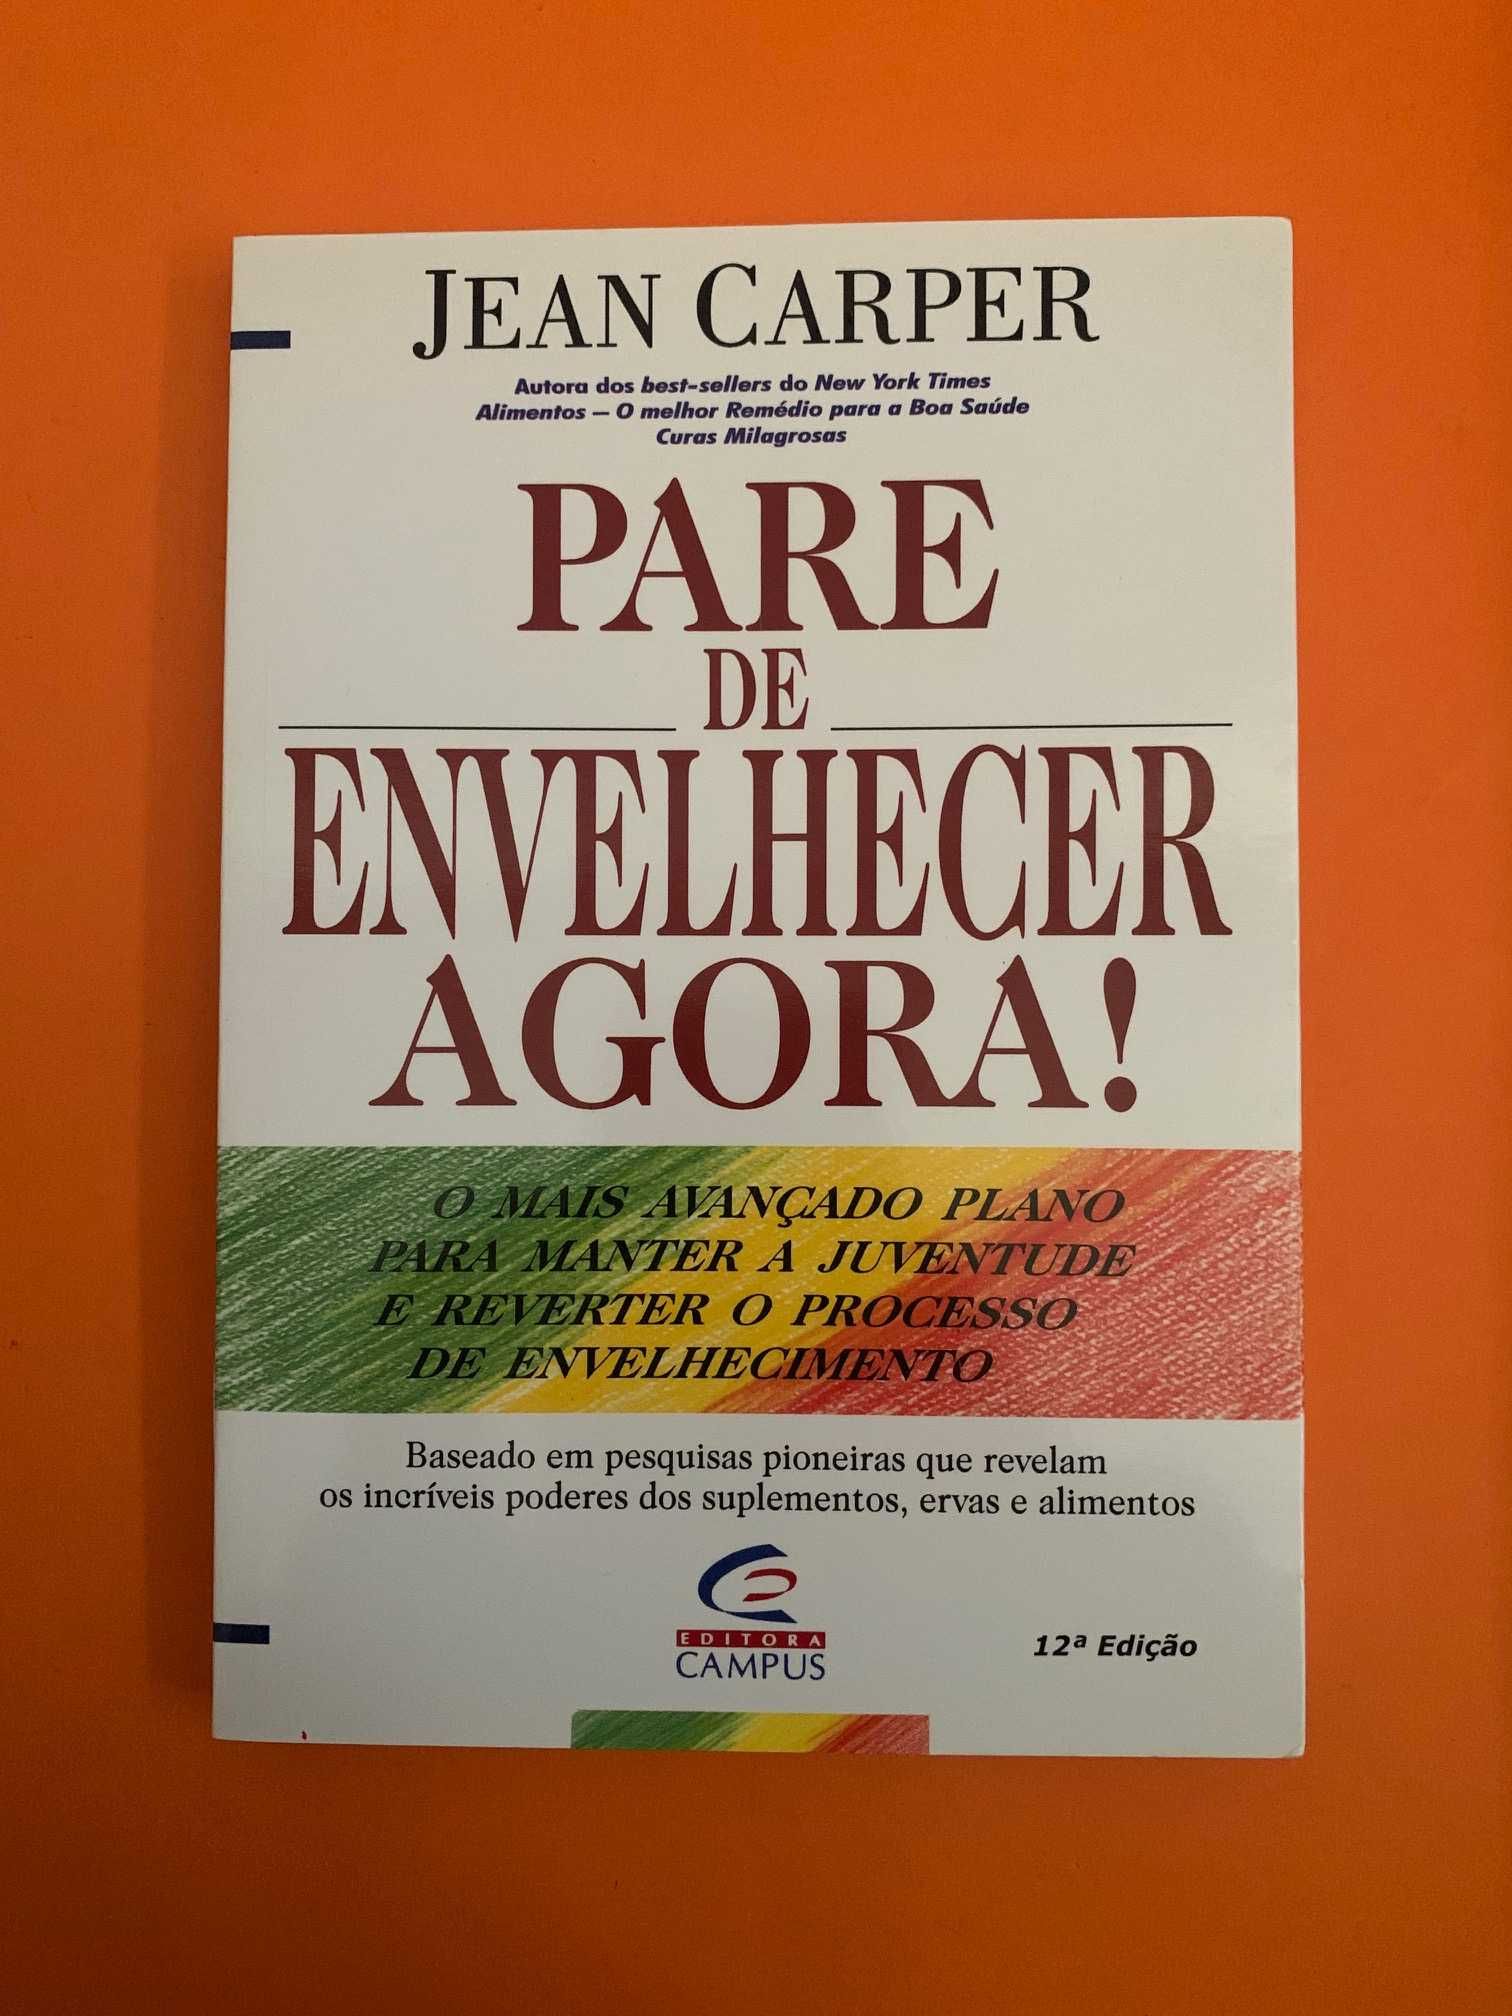 JEAN CARPER
Autora dos best-sellers do New York Times
Alimentos – O melhor Remédio para a Boa Saúde
Curas Milagrosas
PARE
DE
ENVELHECER
AGORA!
O MAIS AVANÇADO PLANO
PARA MANTER A JUVENTUDE
E REVERTER O PROCESSO
DE ENVELHECIMENTO
Baseado em pesquisas pioneiras que revelam
os incríveis poderes dos suplementos, ervas e alimentos
EDITORA
CAMPUS
12ª Edição